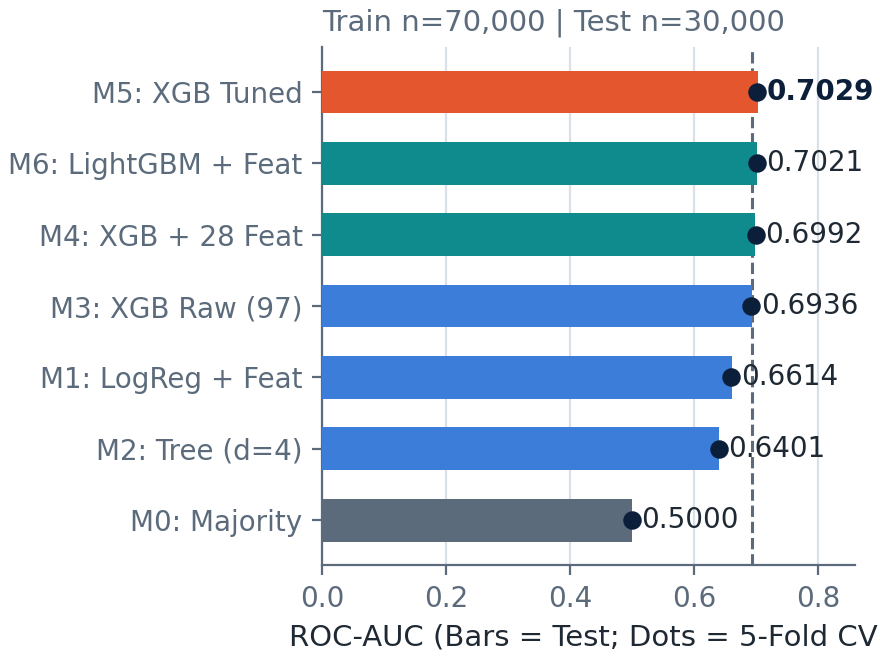 Train n=70,000 | Test n=30,000
M5: XGB Tuned
0.7029
M6: LightGBM + Feat
0.7021
M4: XGB + 28 Feat
0.6992
M3: XGB Raw (97)
0.6936
M1: LogReg + Feat
0.6614
M2: Tree (d=4)
0.6401
M0: Majority
0.5000
0.0 0.2 0.4 0.6 0.8
ROC-AUC (Bars = Test; Dots = 5-Fold CV